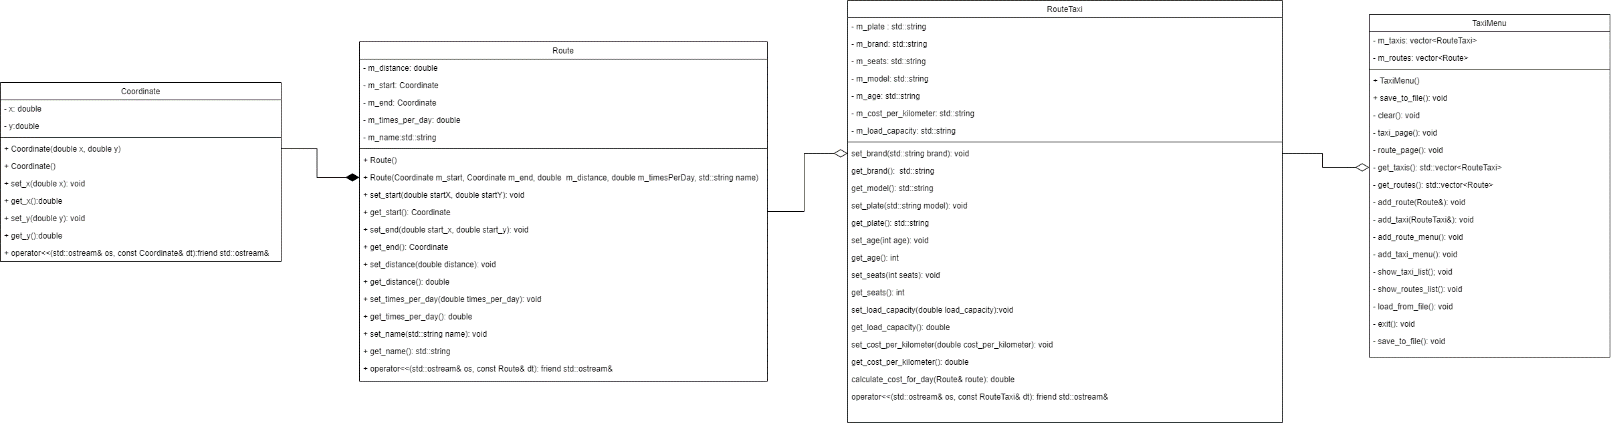 Coordinate
- x: double
- y:double
+ Coordinate(double x, double y)
+ Coordinate()
+ set_x(double x): void
+ get_x():double
+ set_y(double y): void
+ get_y():double
+ operator<<(std::ostream& os, const Coordinate& dt):friend std::ostream&
Route
- m_distance: double
- m_start: Coordinate
- m_end: Coordinate
- m_times_per_day: double
- m_name:std::string
+ Route()
+ Route(Coordinate m_start, Coordinate m_end, double m_distance, double m_timesPerDay, std::string name)
+ set_start(double startX, double startY): void
+ get_start(): Coordinate
+ set_end(double start_x, double start_y): void
+ get_end(): Coordinate
+ set_distance(double distance): void
+ get_distance(): double
+ set_times_per_day(double times_per_day): void
+ get_times_per_day(): double
+ set_name(std::string name): void
+ get_name(): std::string
+ operator<<(std::ostream& os, const Route& dt): friend std::ostream&
RouteTaxi
- m_plate : std::string
- m_brand: std::string
- m_seats: std::string
- m_model: std::string
- m_age: std::string
- m_cost_per_kilometer: std::string
- m_load_capacity: std::string
set_brand(std::string brand): void
get_brand(): std::string
get_model(): std::string
set_plate(std::string model): void
get_plate(): std::string
set_age(int age): void
get_age(): int
set_seats(int seats): void
get_seats(): int
set_load_capacity(double load_capacity):void
get_load_capacity(): double
set_cost_per_kilometer(double cost_per_kilometer): void
get_cost_per_kilometer(): double
calculate_cost_for_day(Route& route): double
operator<<(std::ostream& os, const RouteTaxi& dt): friend std::ostream&
TaxiMenu
- m_taxis: vector<RouteTaxi>
- m_routes: vector<Route>
+ TaxiMenu()
+ save_to_file(): void
- clear(): void
- taxi_page(): void
- route_page(): void
- get_taxis(): std::vector<RouteTaxi>
- get_routes(): std::vector<Route>
- add_route(Route&): void
- add_taxi(RouteTaxi&): void
- add_route_menu(): void
- add_taxi_menu(): void
- show_taxi_list(): void
- show_routes_list(): void
- load_from_file(): void
- exit(): void
- save_to_file(): void